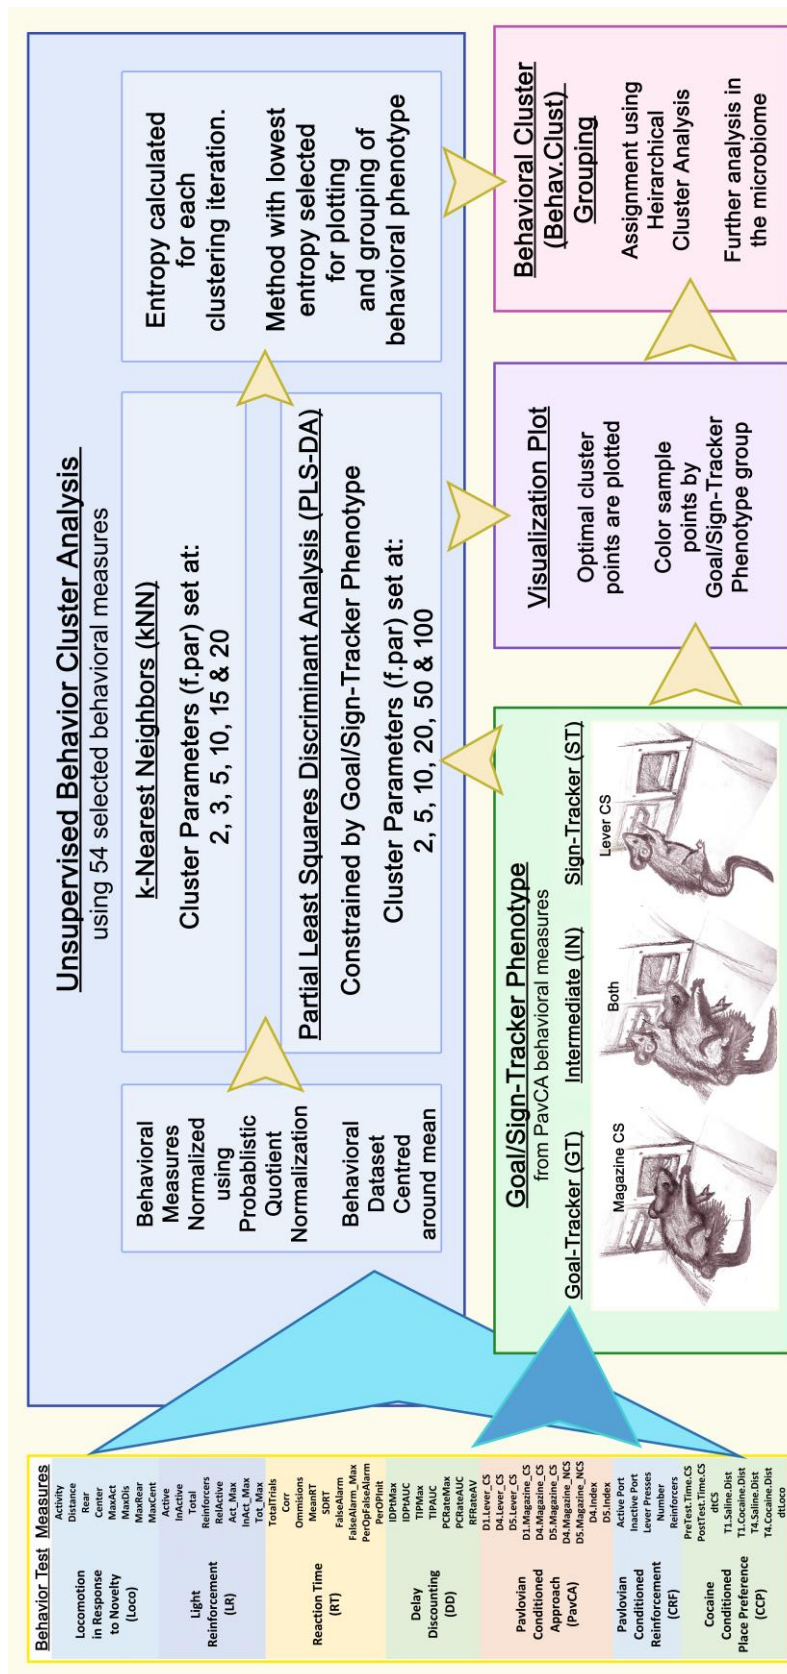 Behavior Test Measures
Locomotion
in Response
to Novelty
(Loco)
Activity
Distance
Rear
Center
MaxAct
MaxDis
MaxRear
MaxCent
Light
Reinforcement
(LR)
Active
InActive
Total
Reinforcers
RelActive
Act_Max
InAct_Max
Tot_Max
Reaction Time
(RT)
TotalTrials
Corr
Ommisions
MeanRT
SDRT
FalseAlarm
FalseAlarm_Max
PerOpFalseAlarm
PerOPInit
Delay
Discounting
(DD)
IDPtMax
IDPtAUC
TIPMax
TIPAUC
PCRateMax
PCRateAUC
RFRateAV
Pavlovian
Conditioned
Approach
(PavCA)
D1.Lever_CS
D4.Lever_CS
D5.Lever_CS
D1.Magazine_CS
D4.Magazine_CS
D5.Magazine_CS
D4.Magazine_NCS
D5.Magazine_NCS
D4.Index
D5.Index
Pavlovian
Conditioned
Reinforcement
(CRF)
Active Port
Inactive Port
Lever Presses
Number
Reinforcers
Cocaine
Conditioned
Place Preference
(CCP)
PreTest.Time.CS
PostTest.Time.CS
dtCS
T1.Saline.Dist
T1.Cocaine.Dist
T4.Saline.Dist
T4.Cocaine.Dist
dtLoco
Unsupervised Behavior Cluster Analysis
using 54 selected behavioral measures
Behavioral
Measures
Normalized
using
Probablistic
Quotient
Normalization
Behavioral
Dataset
Centred
around mean
k-Nearest Neighbors (kNN)
Cluster Parameters (f.par) set at:
2, 3, 5, 10, 15 & 20
Partial Least Squares Discriminant Analysis (PLS-DA)
Constrained by Goal/Sign-Tracker Phenotype
Cluster Parameters (f.par) set at:
2, 5, 10, 20, 50 & 100
Entropy calculated
for each
clustering iteration.
Method with lowest
entropy selected
for plotting
and grouping of
behavioral phenotype
Goal/Sign-Tracker Phenotype
from PavCA behavioral measures
Goal-Tracker (GT)
Intermediate (IN)
Sign-Tracker (ST)
Magazine CS
Both
Lever CS
Visualization Plot
Optimal cluster
points are plotted
Color sample
points by
Goal/Sign-Tracker
Phenotype group
Behavioral Cluster
(Behav.Clust)
Grouping
Assignment using
Heirarchical
Cluster Analysis
Further analysis in
the microbiome